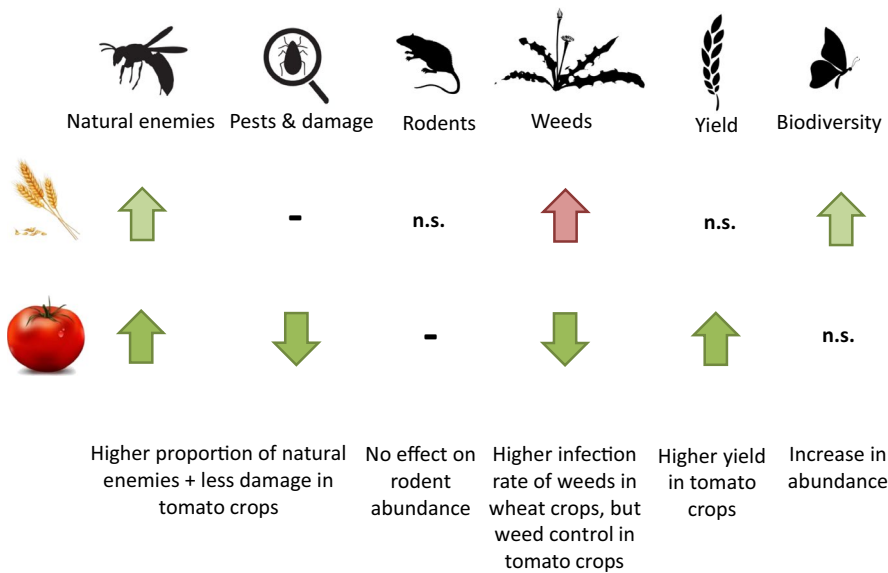 Natural enemies Pests & damage Rodents Weeds Yield Biodiversity
- n.s. n.s.
- n.s.
Higher proportion of natural
enemies + less damage in
tomato crops
No effect on
rodent
abundance
Higher infection
rate of weeds in
wheat crops, but
weed control in
tomato crops
Higher yield
in tomato
crops
Increase in
abundance